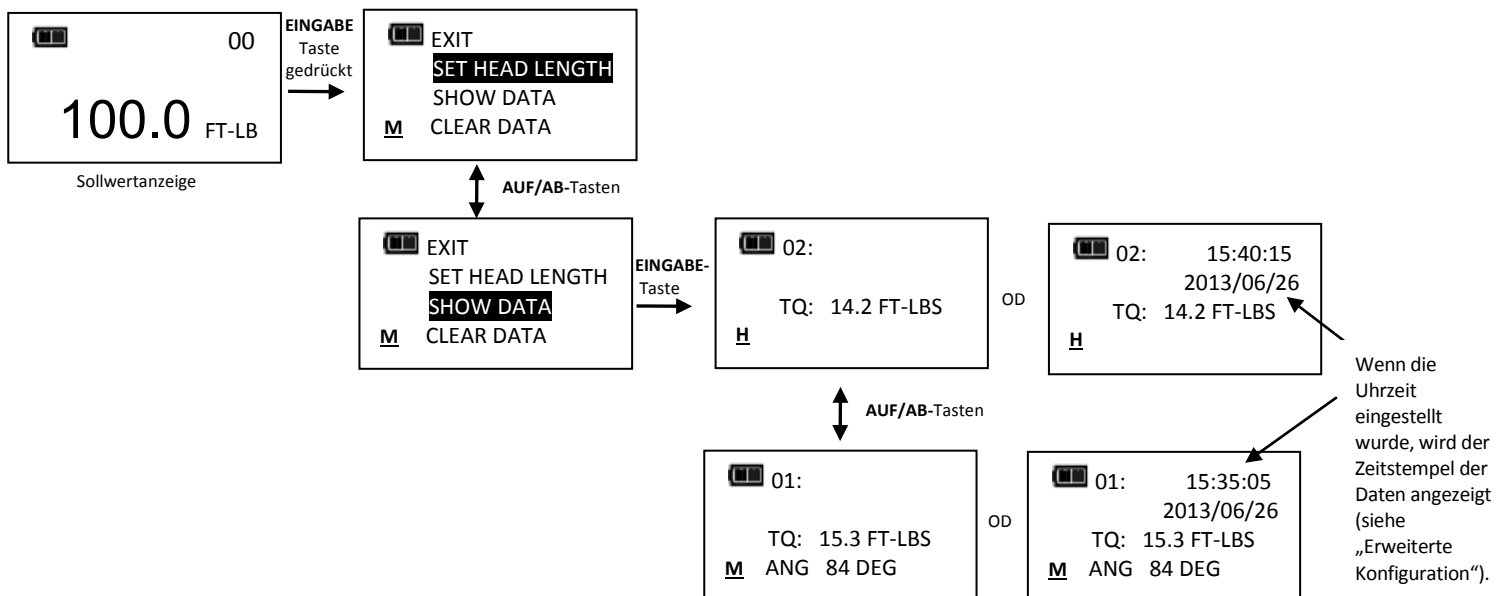 00
100.0 FT-LB
Sollwertanzeige
EINGABE
Taste
gedrückt
EXIT
SET HEAD LENGTH
SHOW DATA
M CLEAR DATA
AUF/AB-Tasten
EXIT
SET HEAD LENGTH
SHOW DATA
M CLEAR DATA
EINGABE-
Taste
02:
TQ: 14.2 FT-LBS
H
OD
02: 15:40:15
2013/06/26
TQ: 14.2 FT-LBS
H
AUF/AB-Tasten
01:
TQ: 15.3 FT-LBS
M ANG 84 DEG
OD
01: 15:35:05
2013/06/26
TQ: 15.3 FT-LBS
M ANG 84 DEG
Wenn die
Uhrzeit
eingestellt
wurde, wird der
Zeitstempel der
Daten angezeigt
(siehe
„Erweiterte
Konfiguration“).